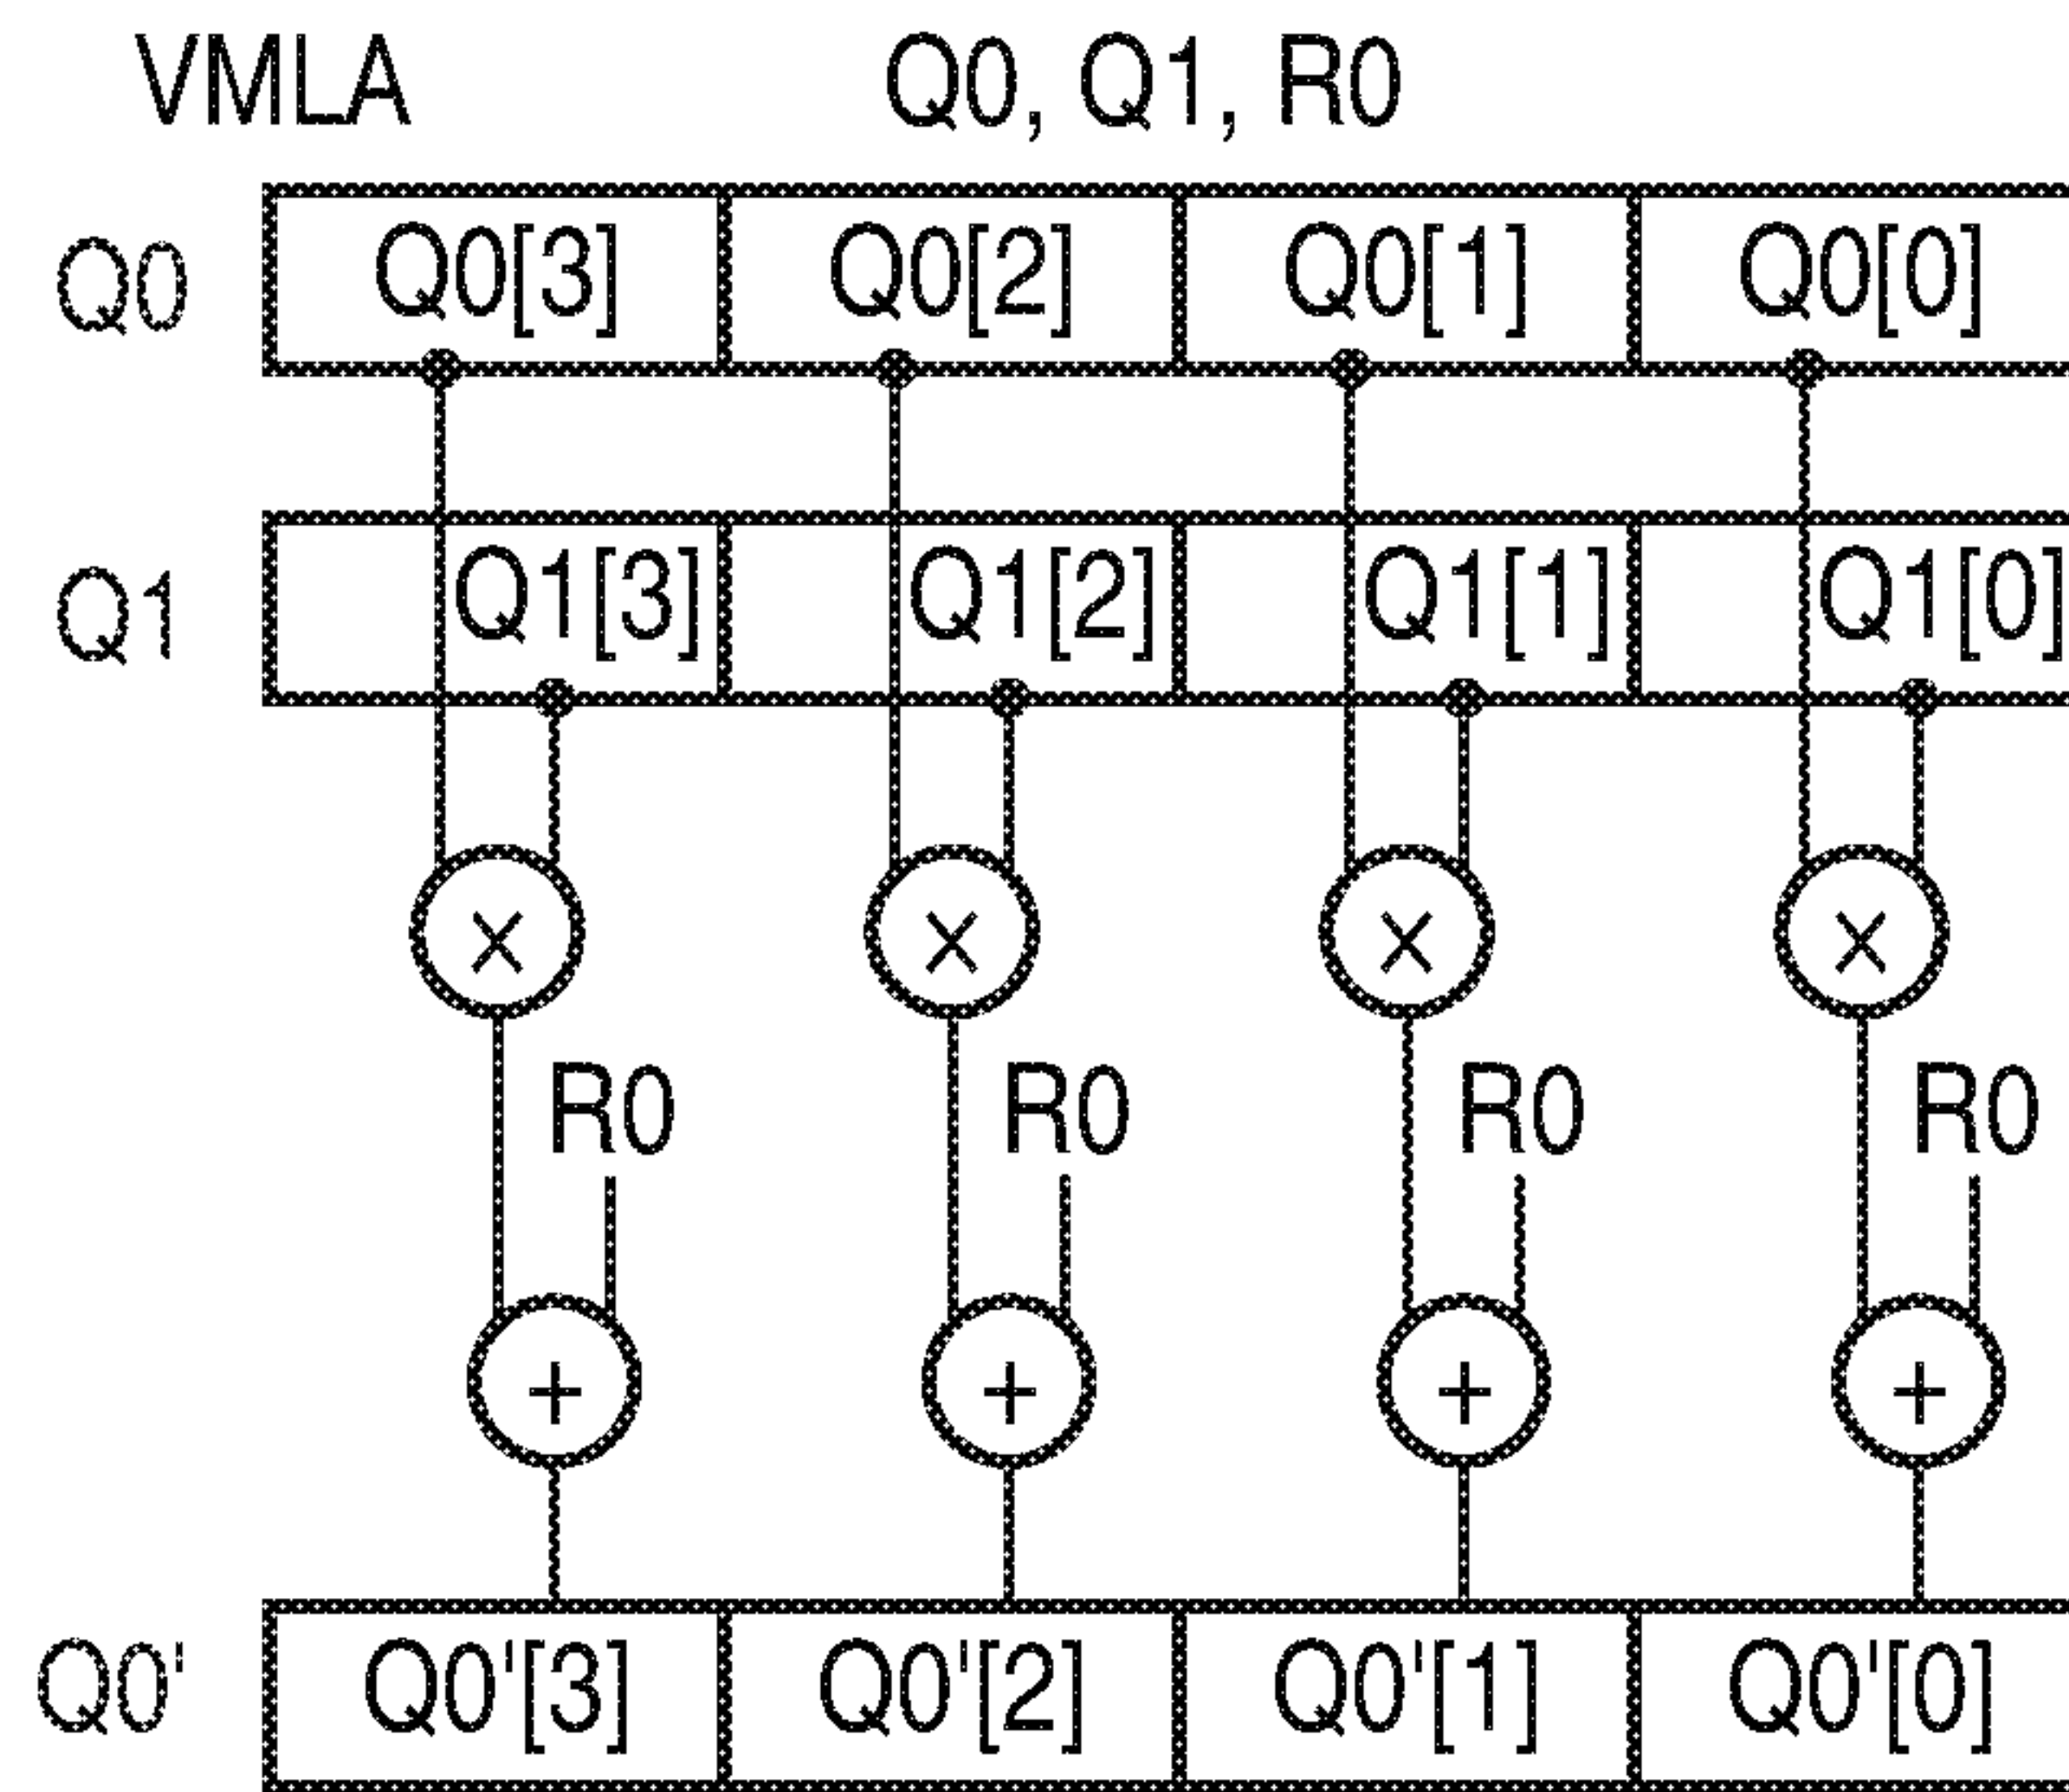 VMLA Q0, Q1, R0
Q0 Q0[3] Q0[2] Q0[1] Q0[0]
Q1 Q1[3] Q1[2] Q1[1] Q1[0]
× × × ×
R0 R0 R0 R0
+ + + +
Q0' Q0'[3] Q0'[2] Q0'[1] Q0'[0]